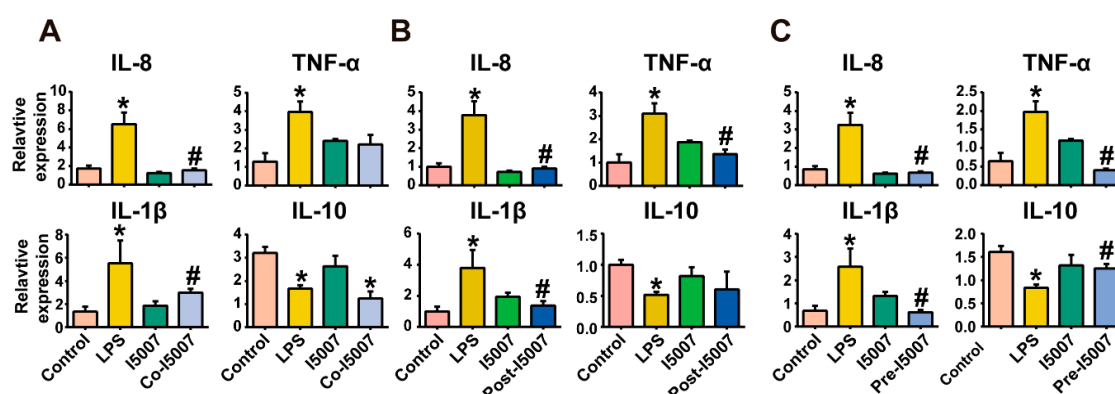 A B C
IL-8 TNF-α IL-8 TNF-α IL-8 TNF-α
Relavtive
expression
10 8 6 4 2 0 * #
5 4 3 2 1 0 *
5 4 3 2 1 0 * #
4 3 2 1 0 * #
5 4 3 2 1 0 * #
2.5 2.0 1.5 1.0 0.5 0.0 * #
IL-1β IL-10 IL-1β IL-10 IL-1β IL-10
Relavtive
expression
8 6 4 2 0 * #
4 3 2 1 0 * *
6 4 2 0 * #
1.5 1.0 0.5 0.0 *
4 3 2 1 0 * #
2.0 1.5 1.0 0.5 0.0 * #
Control LPS I5007 Co-I5007
Control LPS I5007 Co-I5007
Control LPS I5007 Post-I5007
Control LPS I5007 Post-I5007
Control LPS I5007 Pre-I5007
Control LPS I5007 Pre-I5007